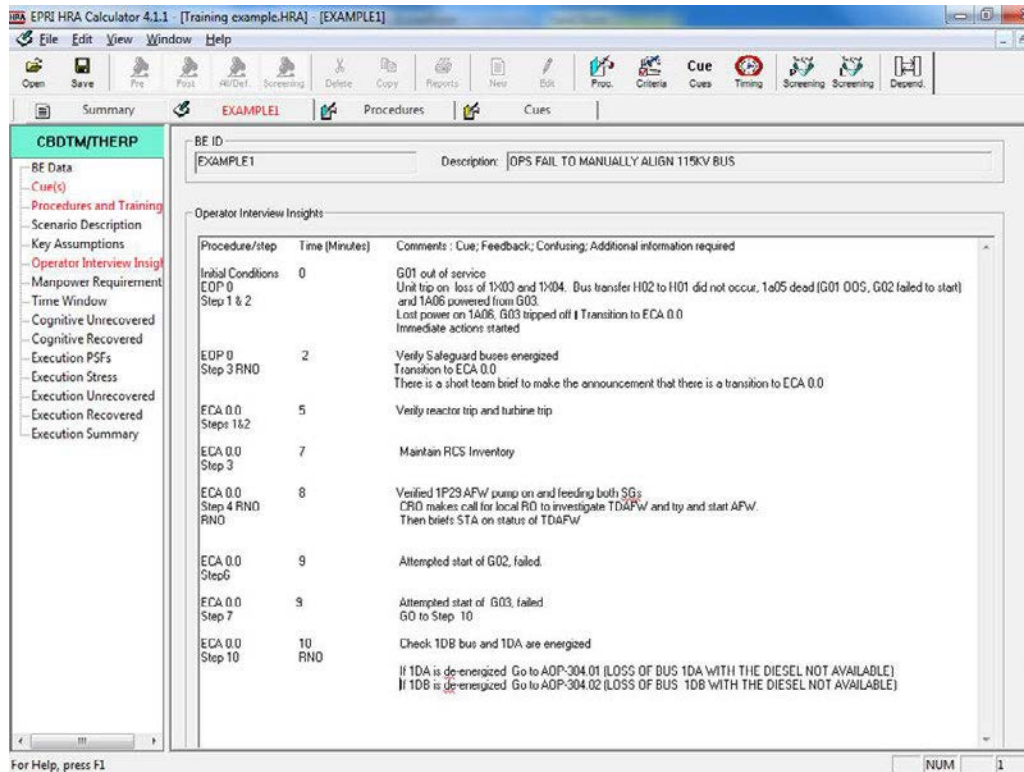 HRA EPRI HRA Calculator 4.1.1 - [Training example.HRA] - [EXAMPLE1]
File Edit View Window Help
Open Save Pre Post All/Def. Screening Delete Copy Reports New Edit Proc. Criteria Cue Cues Timing Screening Screening Depend.
Summary EXAMPLE1 Procedures Cues
CBDTM/THERP
BE Data
Cue(s)
Procedures and Training
Scenario Description
Key Assumptions
Operator Interview Insigh
Manpower Requirement
Time Window
Cognitive Unrecovered
Cognitive Recovered
Execution PSFs
Execution Stress
Execution Unrecovered
Execution Recovered
Execution Summary
BE ID
EXAMPLE1 Description: OPS FAIL TO MANUALLY ALIGN 115KV BUS
Operator Interview Insights
Procedure/step Time (Minutes) Comments : Cue; Feedback; Confusing; Additional information required
Initial Conditions 0 G01 out of service
EOP 0 Unit trip on loss of 1X03 and 1X04. Bus transfer H02 to H01 did not occur, 1a05 dead (G01 OOS, G02 failed to start)
Step 1 & 2 and 1A06 powered from G03.
Lost power on 1A06, G03 tripped off Transition to ECA 0.0
Immediate actions started
EOP 0 2 Verify Safeguard buses energized
Step 3 RNO Transition to ECA 0.0
There is a short team brief to make the announcement that there is a transition to ECA 0.0
ECA 0.0 5 Verify reactor trip and turbine trip
Steps 1&2
ECA 0.0 7 Maintain RCS Inventory
Step 3
ECA 0.0 8 Verified 1P29 AFW pump on and feeding both SGs
Step 4 RNO CRO makes call for local RO to investigate TDAFW and try and start AFW.
RNO Then briefs STA on status of TDAFW
ECA 0.0 9 Attempted start of G02, failed.
Step6
ECA 0.0 9 Attempted start of G03, failed
Step 7 GO to Step 10
ECA 0.0 10 Check 1DB bus and 1DA are energized
Step 10 RNO
If 1DA is de-energized Go to AOP-304.01 (LOSS OF BUS 1DA WITH THE DIESEL NOT AVAILABLE)
If 1DB is de-energized Go to AOP-304.02 (LOSS OF BUS 1DB WITH THE DIESEL NOT AVAILABLE)
For Help, press F1 NUM 1